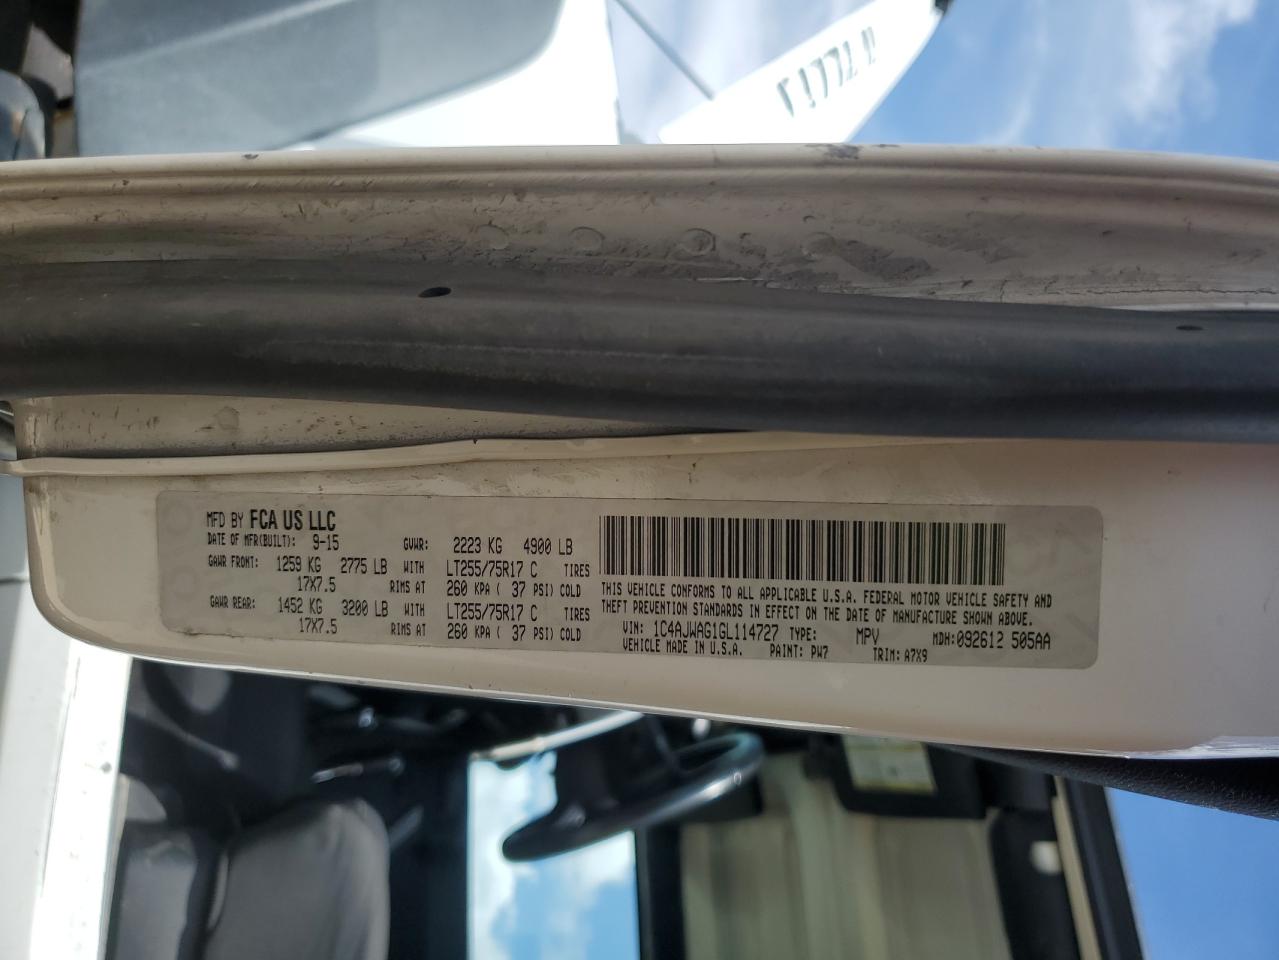 MFD BY FCA US LLC
DATE OF MFR(BUILT): 9-15 GVWR: 2223 KG 4900 LB
GAWR FRONT: 1259 KG 2775 LB WITH LT255/75R17 C TIRES
17X7.5 RIMS AT 260 KPA ( 37 PSI) COLD
GAWR REAR: 1452 KG 3200 LB WITH LT255/75R17 C TIRES
17X7.5 RIMS AT 260 KPA ( 37 PSI) COLD
THIS VEHICLE CONFORMS TO ALL APPLICABLE U.S.A. FEDERAL MOTOR VEHICLE SAFETY AND
THEFT PREVENTION STANDARDS IN EFFECT ON THE DATE OF MANUFACTURE SHOWN ABOVE.
VIN: 1C4AJWAG1GL114727 TYPE: MPV MDH: 092612 505AA
VEHICLE MADE IN U.S.A. PAINT: PW7 TRIM: A7X9